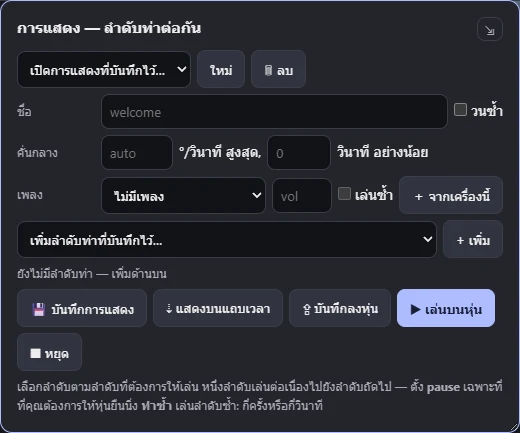 การแสดง — ลำดับท่าต่อกัน
เปิดการแสดงที่บันทึกไว้... ใหม่ 🗑 ลบ
ชื่อ welcome วนซ้ำ
คั่นกลาง auto °/วินาที สูงสุด, 0 วินาที อย่างน้อย
เพลง ไม่มีเพลง vol เล่นซ้ำ + จากเครื่องนี้
เพิ่มลำดับท่าที่บันทึกไว้... + เพิ่ม
ยังไม่มีลำดับท่า — เพิ่มด้านบน
💾 บันทึกการแสดง ⇣ แสดงบนแถบเวลา ⇪ บันทึกลงหุ่น ▶ เล่นบนหุ่น
■ หยุด
เลือกลำดับตามลำดับที่ต้องการให้เล่น หนึ่งลำดับเล่นต่อเนื่องไปยังลำดับถัดไป — ตั้ง pause เฉพาะที่
ที่คุณต้องการให้หุ่นยืนนิ่ง ทำซ้ำ เล่นลำดับซ้ำ: กี่ครั้งหรือกี่วินาที